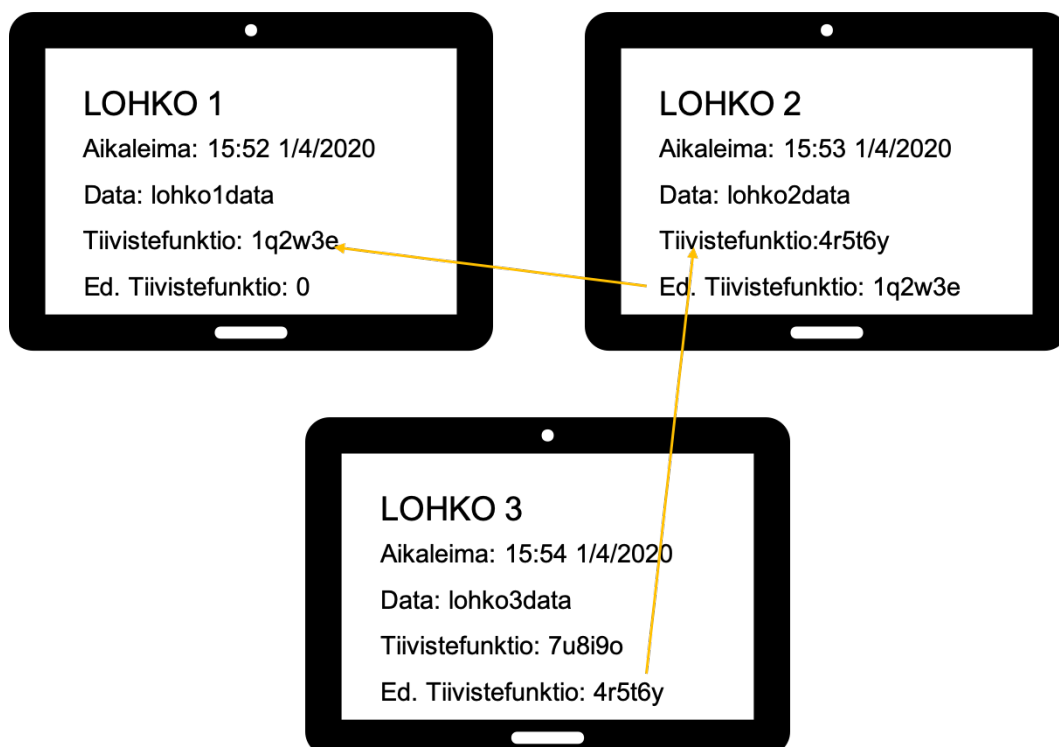 LOHKO 1
Aikaleima: 15:52 1/4/2020
Data: lohko1data
Tiivistefunktio: 1q2w3e
Ed. Tiivistefunktio: 0
LOHKO 2
Aikaleima: 15:53 1/4/2020
Data: lohko2data
Tiivistefunktio:4r5t6y
Ed. Tiivistefunktio: 1q2w3e
LOHKO 3
Aikaleima: 15:54 1/4/2020
Data: lohko3data
Tiivistefunktio: 7u8i9o
Ed. Tiivistefunktio: 4r5t6y